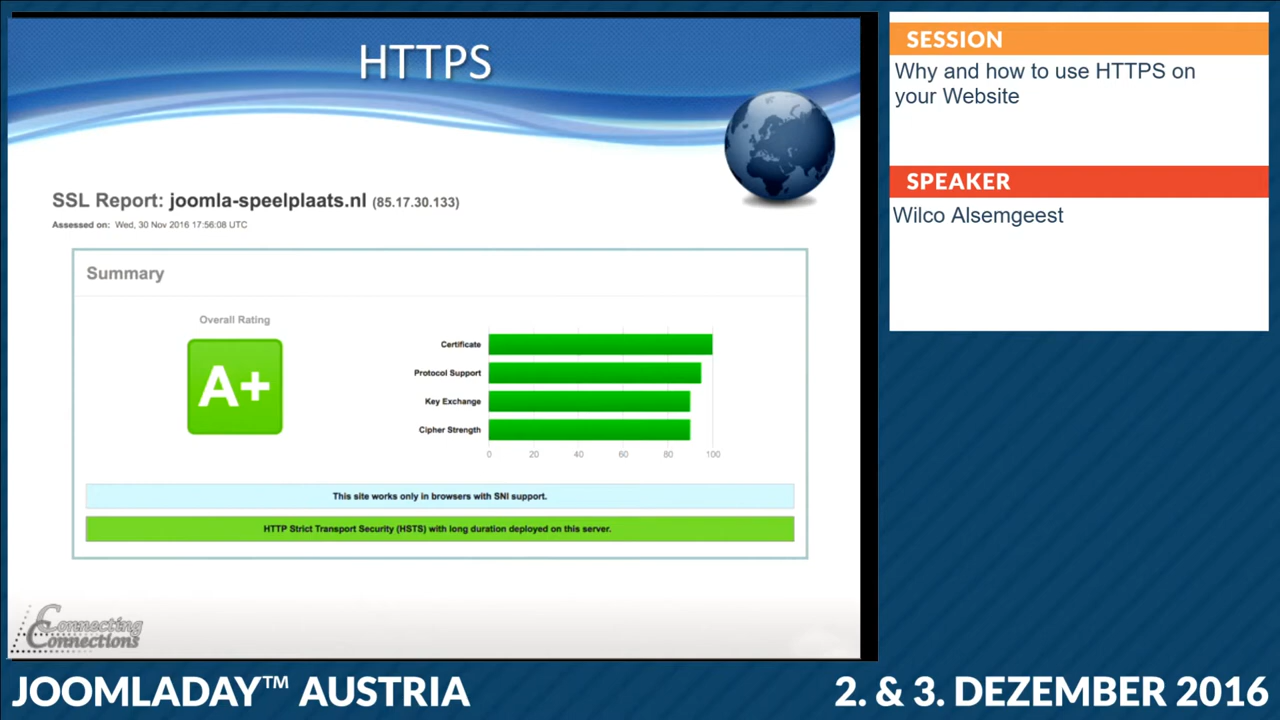 HTTPS
SSL Report: joomla-speelplaats.nl (85.17.30.133)
Assessed on: Wed, 30 Nov 2016 17:56:08 UTC
Summary
Overall Rating
A+
Certificate
Protocol Support
Key Exchange
Cipher Strength
0 20 40 60 80 100
This site works only in browsers with SNI support.
HTTP Strict Transport Security (HSTS) with long duration deployed on this server.
Connecting
Connections
SESSION
Why and how to use HTTPS on
your Website
SPEAKER
Wilco Alsemgeest
JOOMLADAY™ AUSTRIA
2. & 3. DEZEMBER 2016